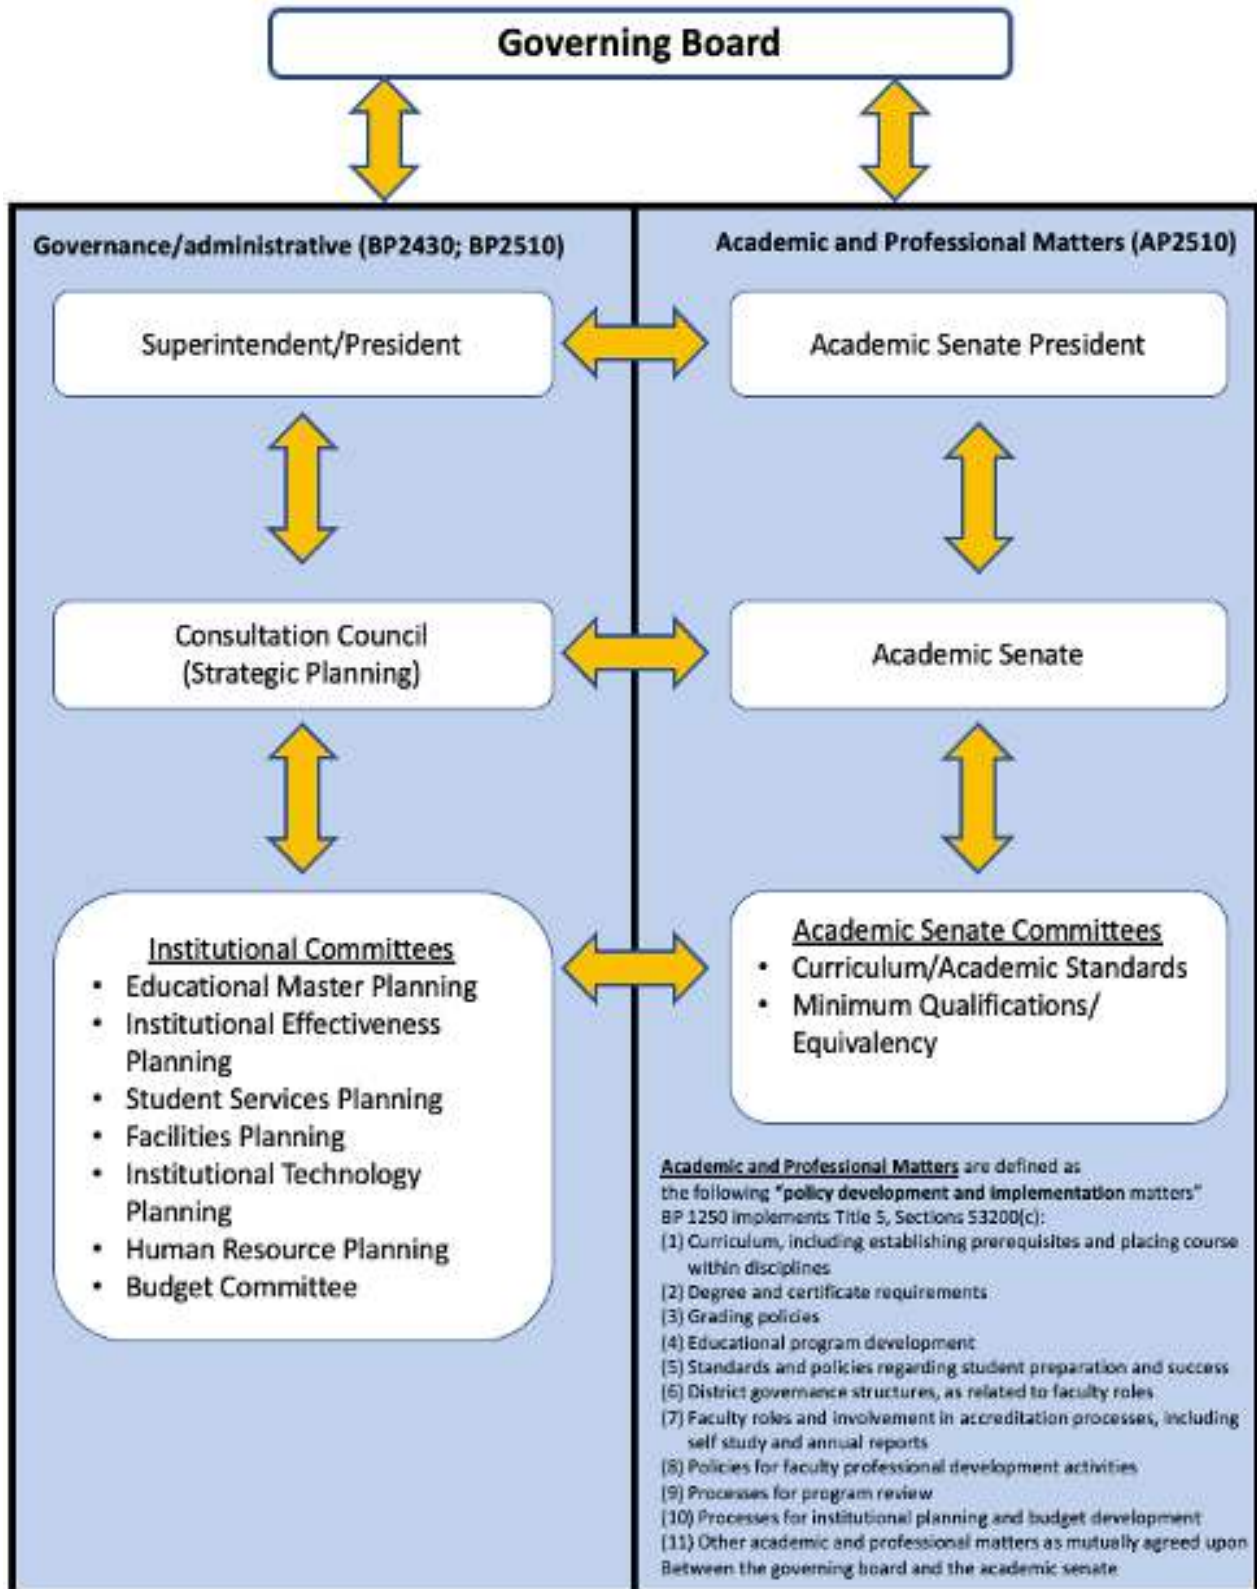 Governing Board
Governance/administrative (BP2430; BP2510)
Superintendent/President
Consultation Council
(Strategic Planning)
Institutional Committees
• Educational Master Planning
• Institutional Effectiveness
Planning
• Student Services Planning
• Facilities Planning
• Institutional Technology
Planning
• Human Resource Planning
• Budget Committee
Academic and Professional Matters (AP2510)
Academic Senate President
Academic Senate
Academic Senate Committees
• Curriculum/Academic Standards
• Minimum Qualifications/
Equivalency
Academic and Professional Matters are defined as
the following "policy development and implementation matters"
BP 1250 implements Title 5, Sections 53200(c):
(1) Curriculum, including establishing prerequisites and placing course
within disciplines
(2) Degree and certificate requirements
(3) Grading policies
(4) Educational program development
(5) Standards and policies regarding student preparation and success
(6) District governance structures, as related to faculty roles
(7) Faculty roles and involvement in accreditation processes, including
self study and annual reports
(8) Policies for faculty professional development activities
(9) Processes for program review
(10) Processes for institutional planning and budget development
(11) Other academic and professional matters as mutually agreed upon
Between the governing board and the academic senate